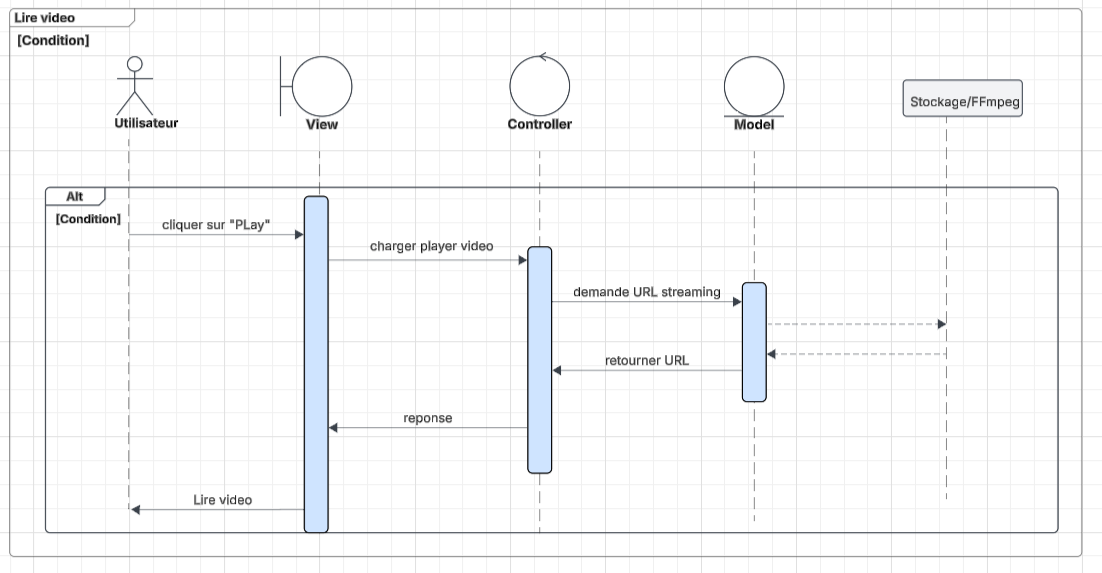 Lire video
[Condition]
Utilisateur
View
Controller
Model
Stockage/FFmpeg
Alt
[Condition]
cliquer sur "PLay"
charger player video
demande URL streaming
retourner URL
reponse
Lire video